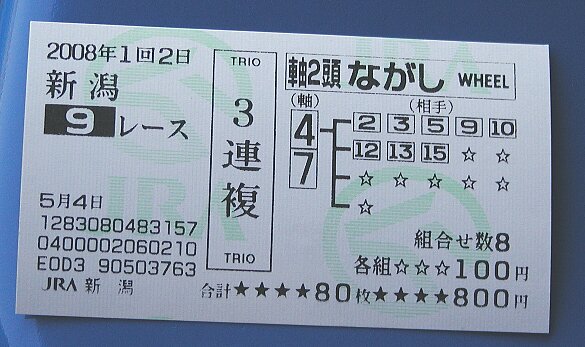 2008年1回2日
新潟
9レース
5月4日
1283080483157
0400002060210
E0D3 90503763
JRA 新潟
TRIO
3連複
TRIO
軸2頭 ながし WHEEL
(軸)
4
7
(相手)
2 3 5 9 10
12 13 15 ☆ ☆
☆ ☆ ☆ ☆ ☆
☆
組合せ数8
各組☆☆☆100円
合計★★★★80枚★★★★800円
JRA
JRA